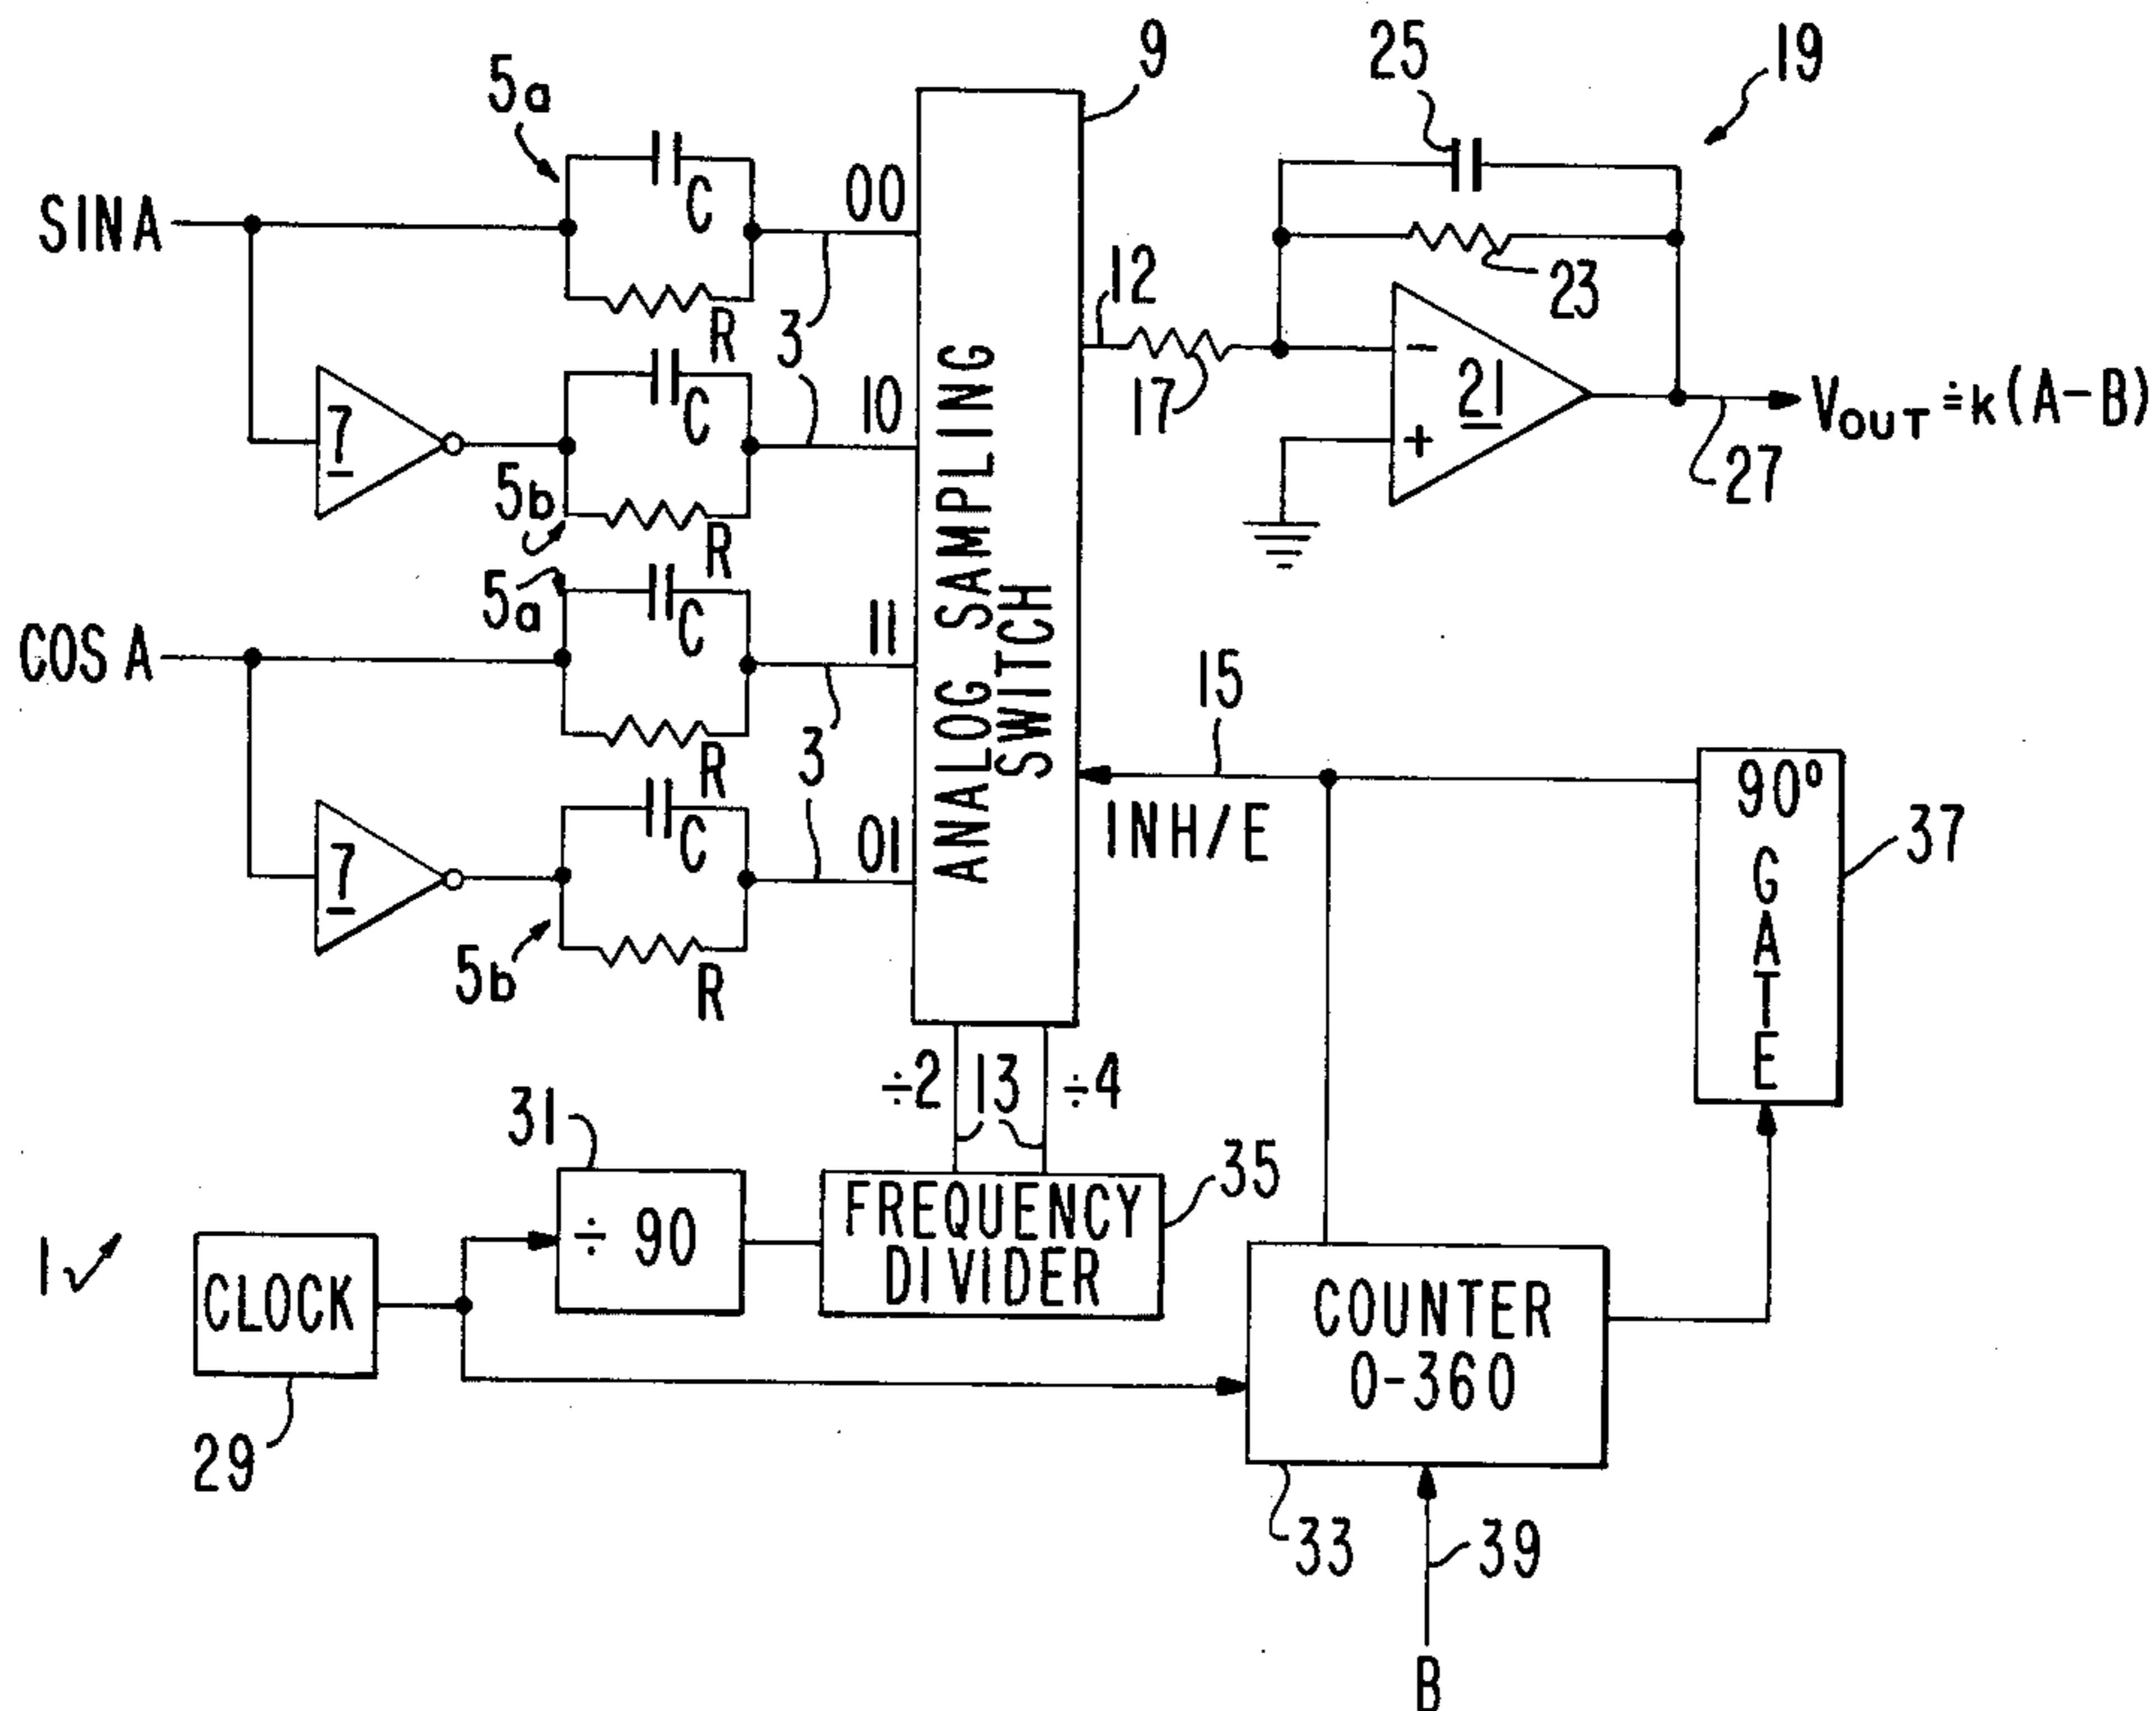 9
25
19
5a
C
00
SINA
R
3
12
23
17
21
-
+
VOUT ≐ k(A-B)
27
7
C
10
5b
R
5a
C
11
COS A
R
3
15
INH/E
ANALOG SAMPLING
SWITCH
90°
GATE
37
7
C
01
5b
R
÷2
13
÷4
31
35
1
CLOCK
÷ 90
FREQUENCY
DIVIDER
COUNTER
0-360
29
33
39
B